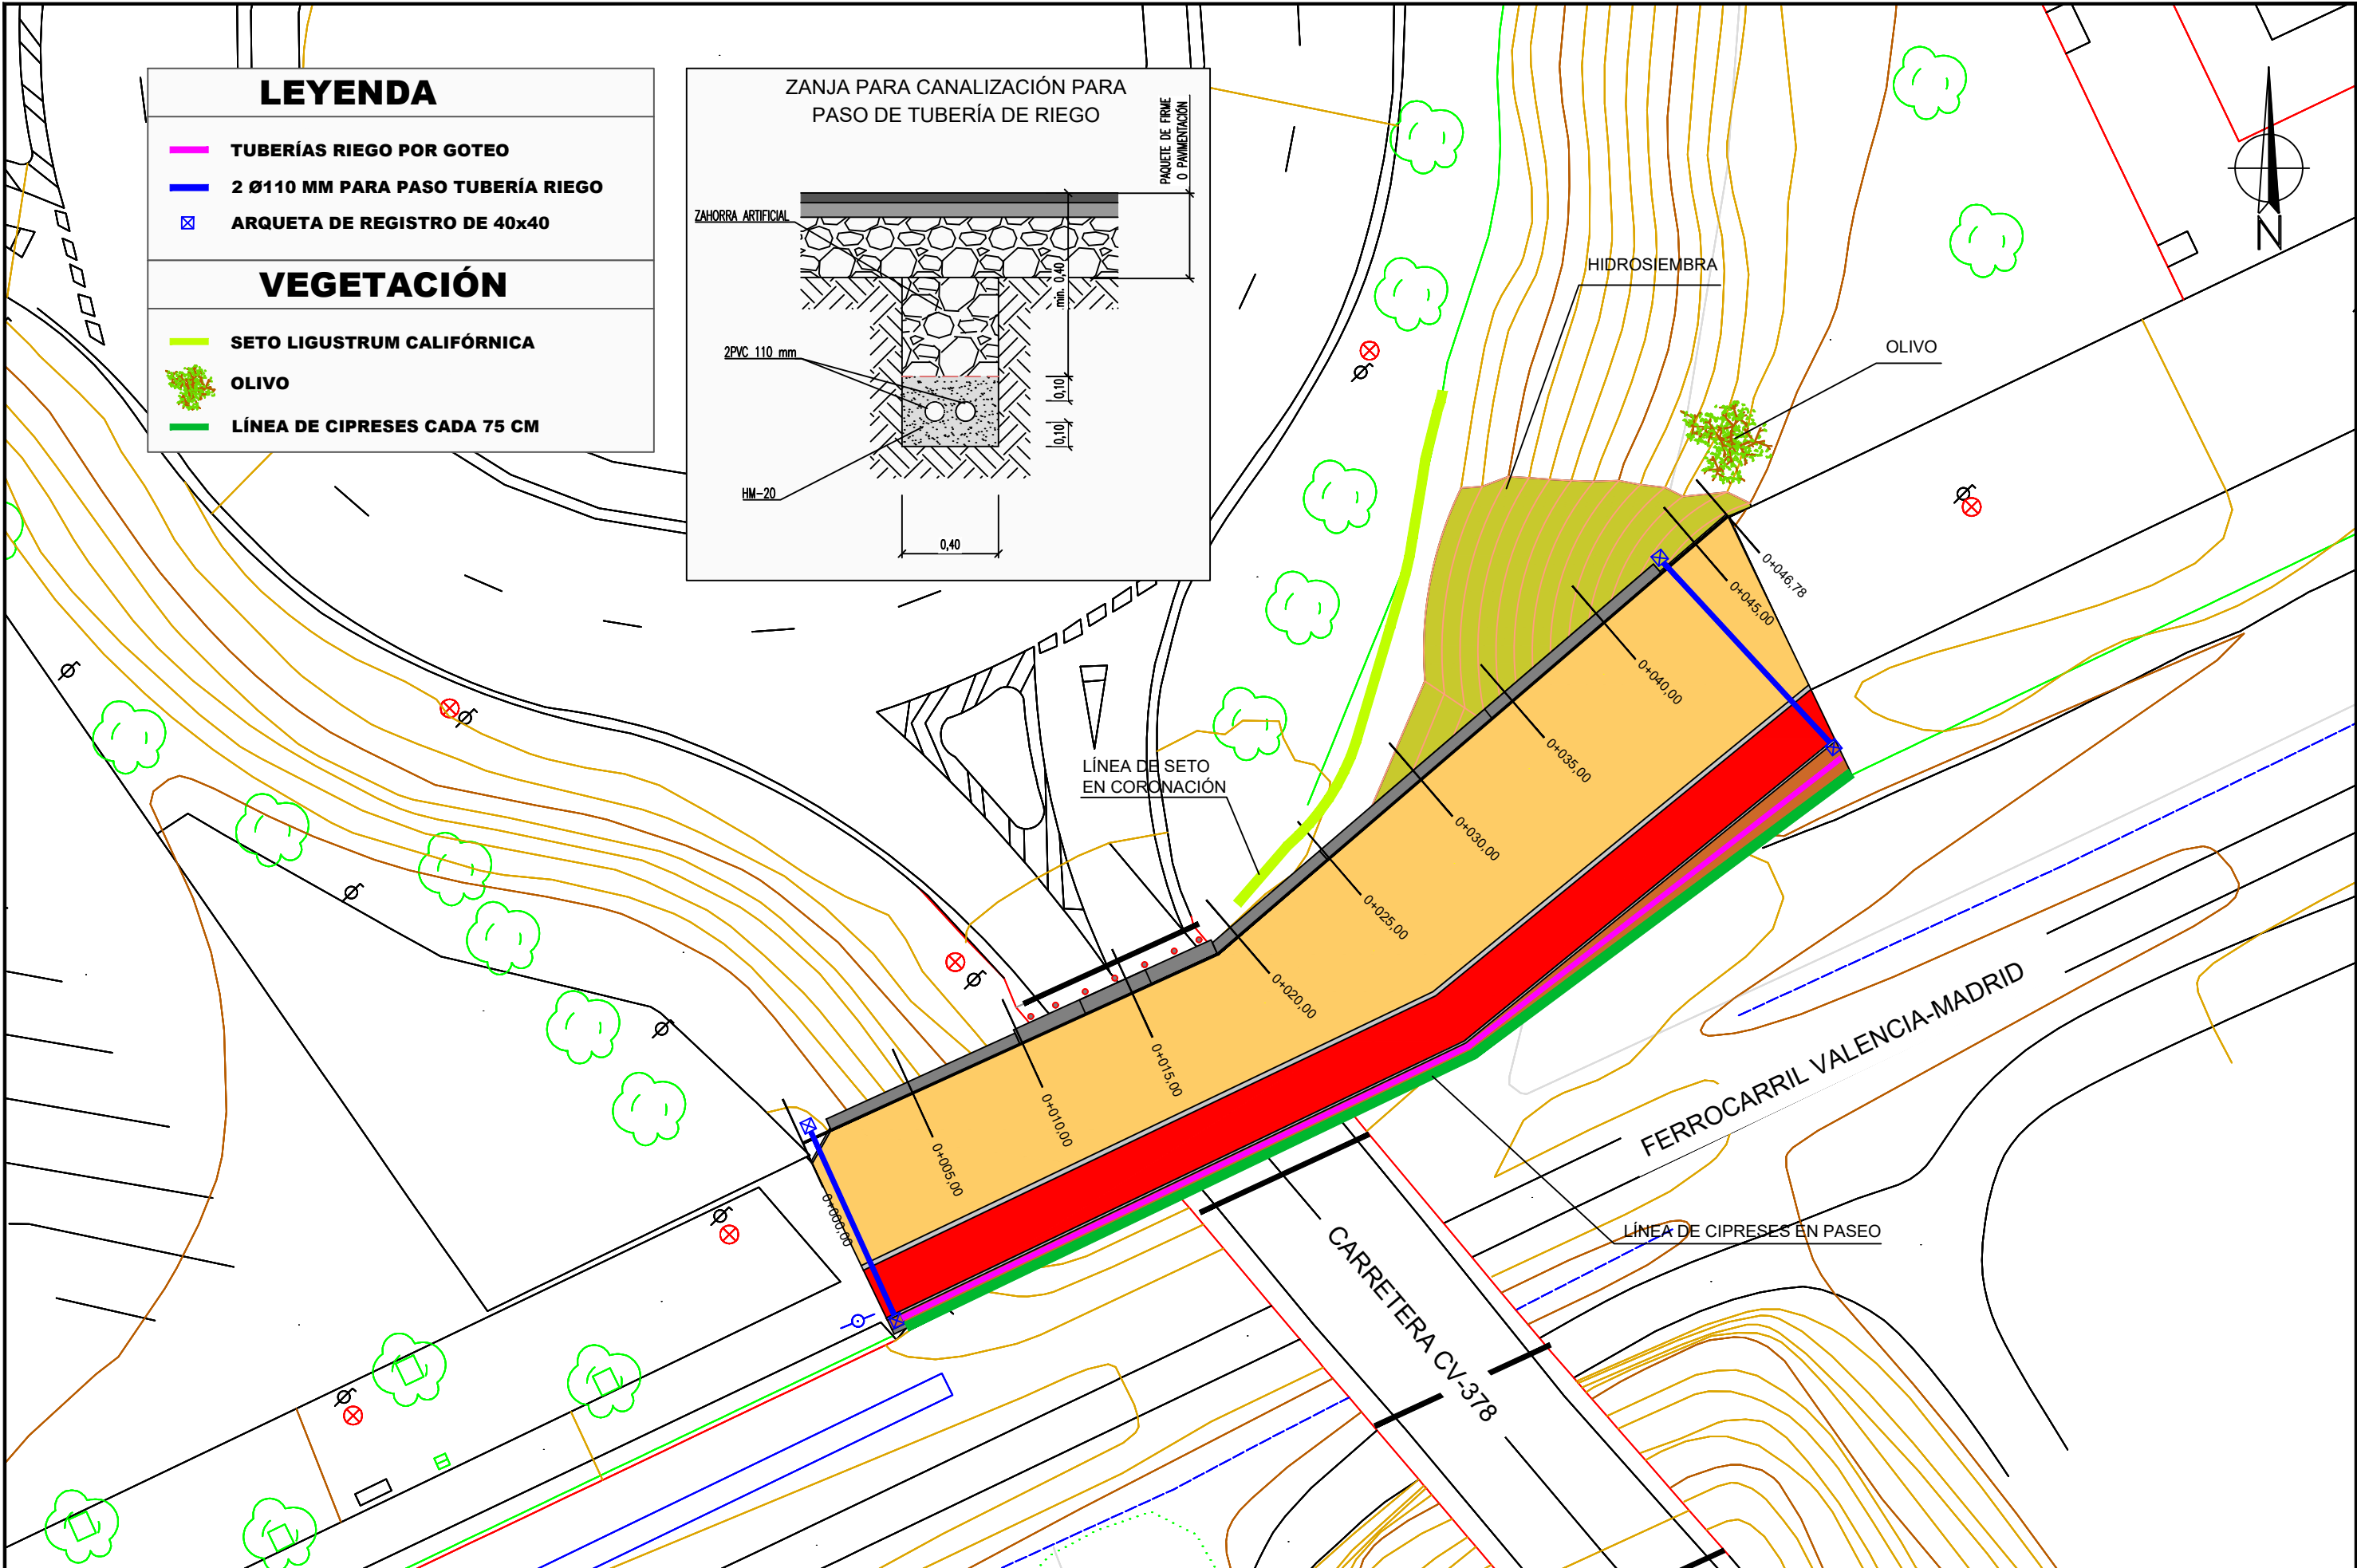 LEYENDA
TUBERÍAS RIEGO POR GOTEO
2 Ø110 MM PARA PASO TUBERÍA RIEGO
ARQUETA DE REGISTRO DE 40x40
VEGETACIÓN
SETO LIGUSTRUM CALIFÓRNICA
OLIVO
LÍNEA DE CIPRESES CADA 75 CM
ZANJA PARA CANALIZACIÓN PARA
PASO DE TUBERÍA DE RIEGO
PAQUETE DE FIRME
O PAVIMENTACIÓN
ZAHORRA ARTIFICIAL
min. 0,40
2PVC 110 mm
0,10
0,10
HM-20
0,40
N
HIDROSIEMBRA
OLIVO
LÍNEA DE SETO
EN CORONACIÓN
0+046,78
0+045,00
0+040,00
0+035,00
0+030,00
0+025,00
0+020,00
0+015,00
0+010,00
0+005,00
0+000,00
FERROCARRIL VALENCIA-MADRID
LÍNEA DE CIPRESES EN PASEO
CARRETERA CV-378